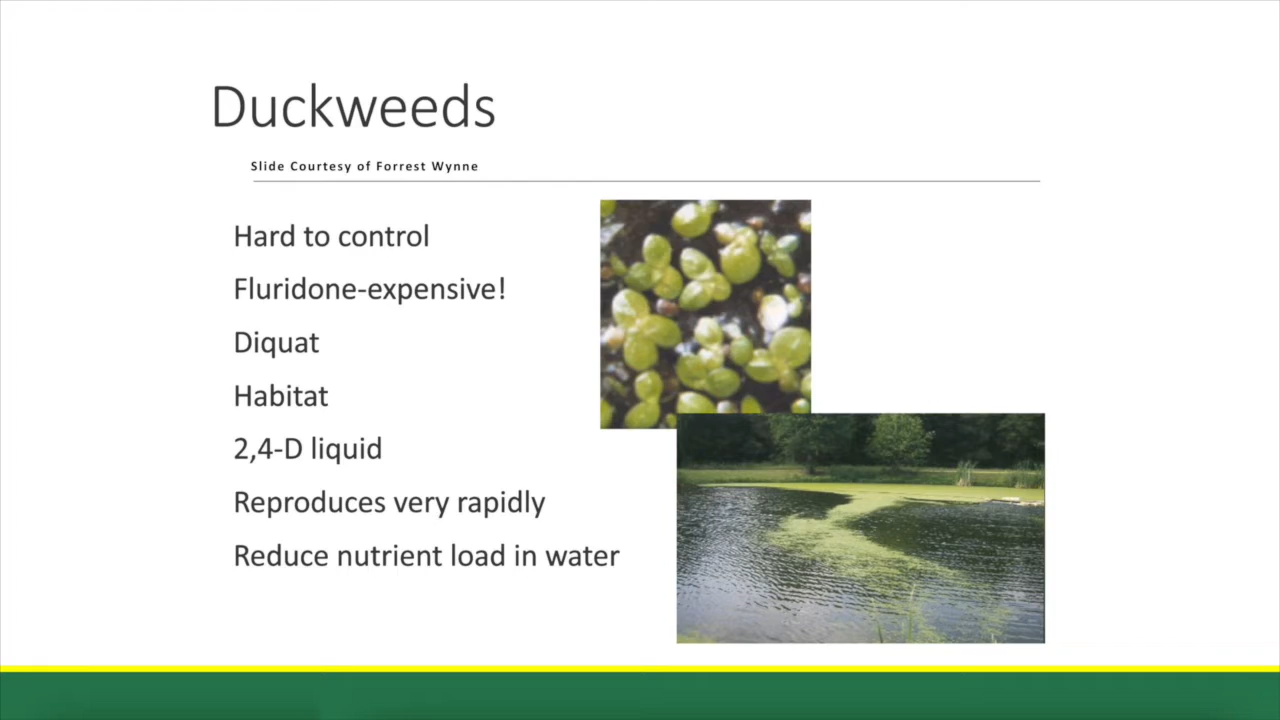 Duckweeds
Slide Courtesy of Forrest Wynne
Hard to control
Fluridone-expensive!
Diquat
Habitat
2,4-D liquid
Reproduces very rapidly
Reduce nutrient load in water